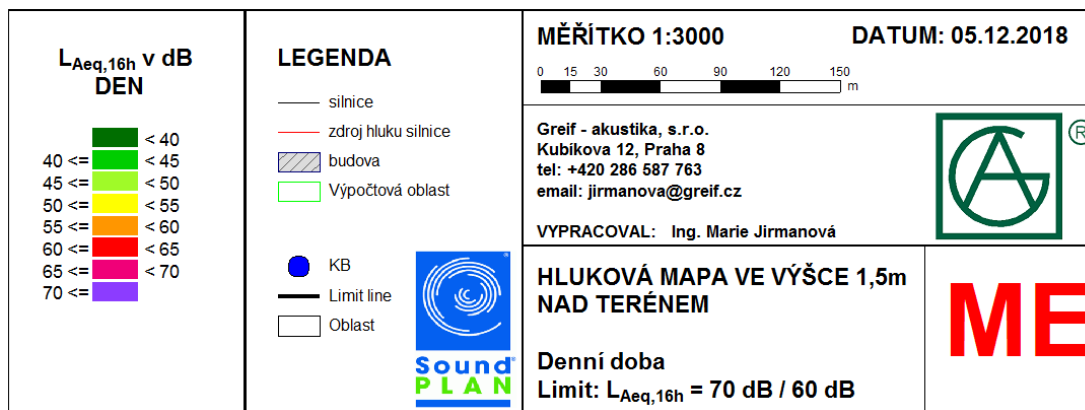 L_Aeq,16h v dB
DEN
< 40
40 <= < 45
45 <= < 50
50 <= < 55
55 <= < 60
60 <= < 65
65 <= < 70
70 <=
LEGENDA
silnice
zdroj hluku silnice
budova
Výpočtová oblast
KB
Limit line
Oblast
Sound
PLAN
MĚŘÍTKO 1:3000 DATUM: 05.12.2018
0 15 30 60 90 120 150
m
Greif - akustika, s.r.o.
Kubíkova 12, Praha 8
tel: +420 286 587 763
email: jirmanova@greif.cz
VYPRACOVAL: Ing. Marie Jirmanová
GA ®
HLUKOVÁ MAPA VE VÝŠCE 1,5m
NAD TERÉNEM
Denní doba
Limit: L_Aeq,16h = 70 dB / 60 dB
ME